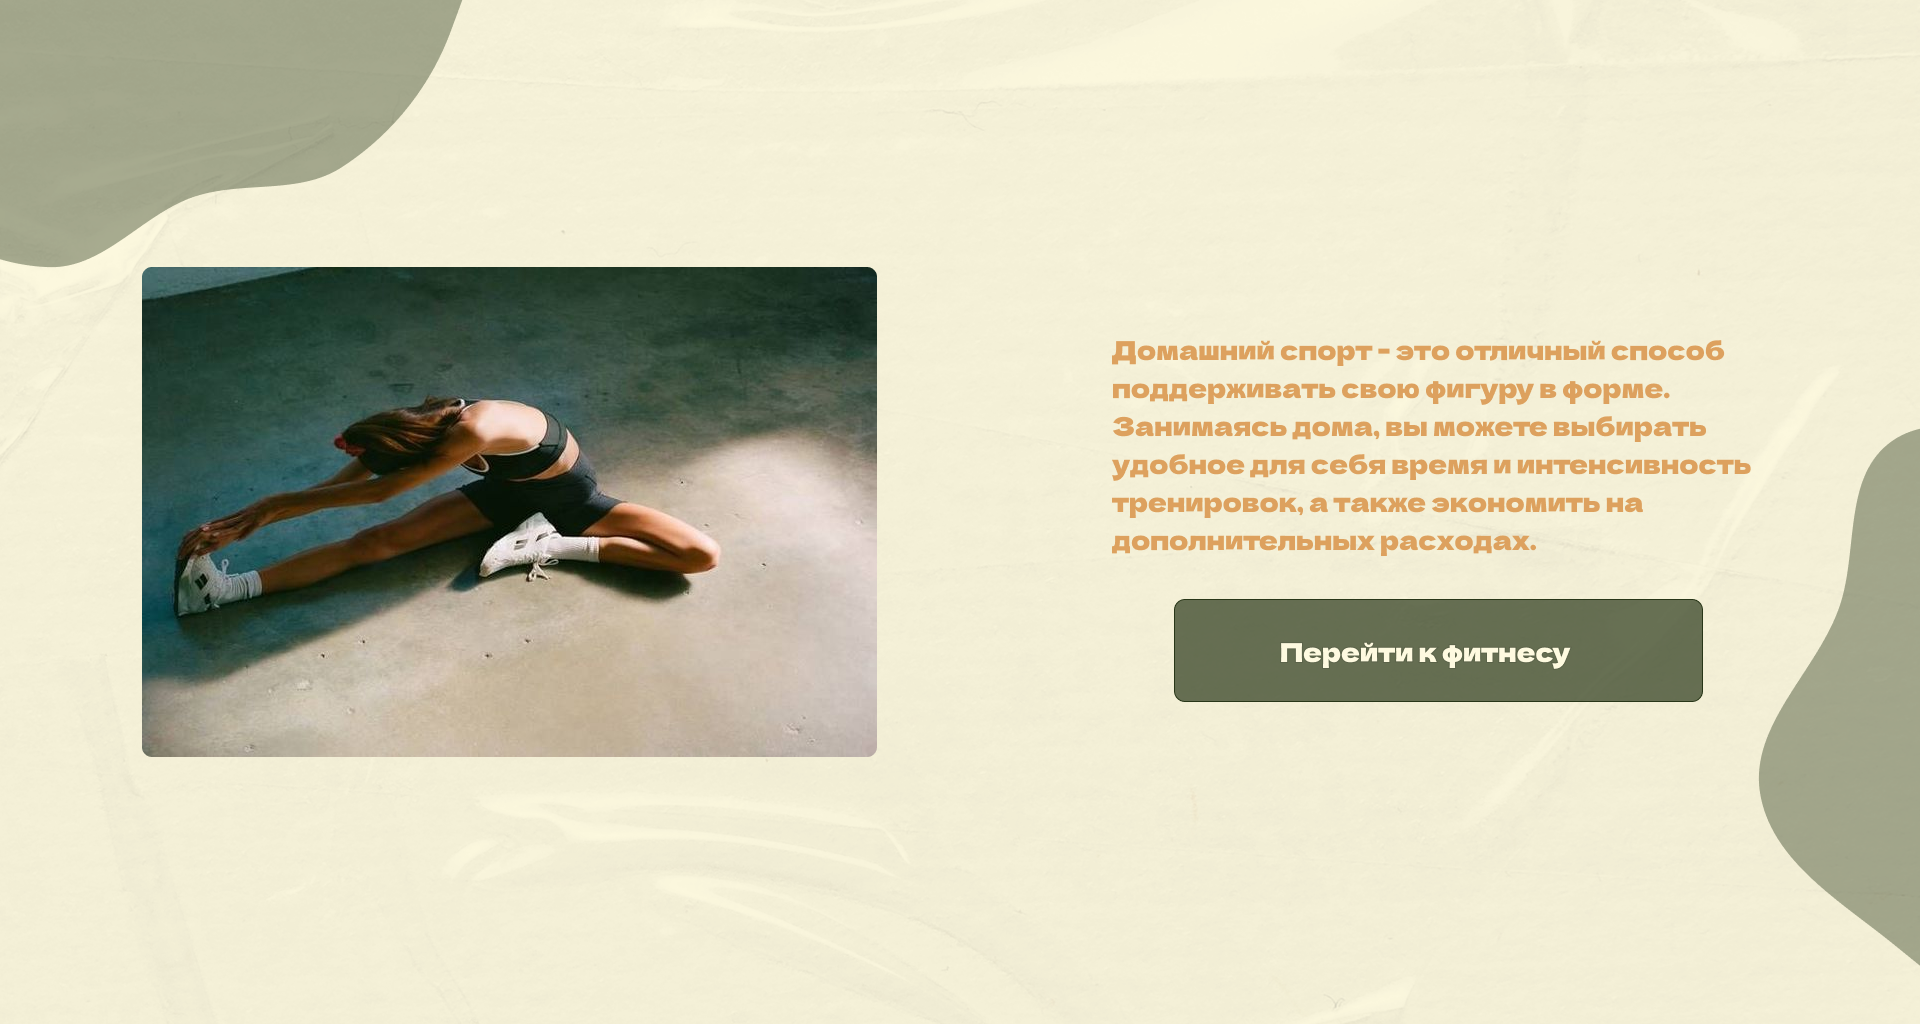 Домашний спорт - это отличный способ
поддерживать свою фигуру в форме.
Занимаясь дома, вы можете выбирать
удобное для себя время и интенсивность
тренировок, а также экономить на
дополнительных расходах.
Перейти к фитнесу